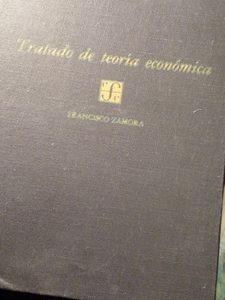 Tratado de teoría económica
FRANCISCO ZAMORA